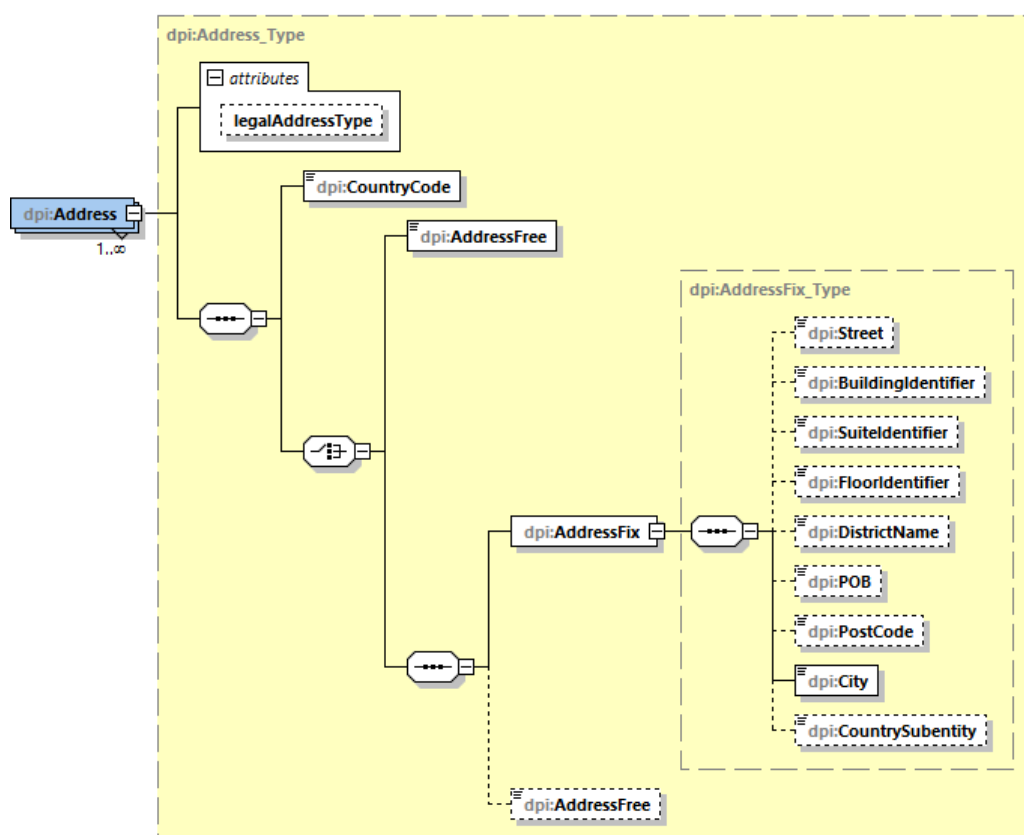 dpi:Address_Type
attributes
legalAddressType
dpi:CountryCode
dpi:Address
1..∞
dpi:AddressFree
dpi:AddressFix_Type
dpi:Street
dpi:BuildingIdentifier
dpi:SuiteIdentifier
dpi:FloorIdentifier
dpi:AddressFix
dpi:DistrictName
dpi:POB
dpi:PostCode
dpi:City
dpi:CountrySubentity
dpi:AddressFree